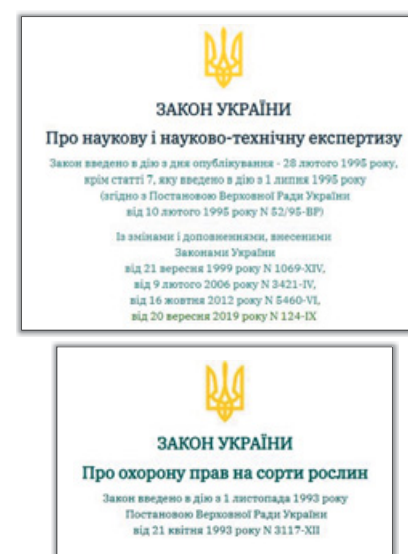 ЗАКОН УКРАЇНИ
Про наукову і науково-технічну експертизу
Закон введено в дію з дня опублікування - 28 лютого 1995 року,
крім статті 7, яку введено в дію з 1 липня 1995 року
(згідно з Постановою Верховної Ради України
від 10 лютого 1995 року N 52/95-ВР)
Із змінами і доповненнями, внесеними
Законами України
від 21 вересня 1999 року N 1069-XIV,
від 9 лютого 2006 року N 3421-IV,
від 16 жовтня 2012 року N 5460-VI,
від 20 вересня 2019 року N 124-IX
ЗАКОН УКРАЇНИ
Про охорону прав на сорти рослин
Закон введено в дію з 1 листопада 1993 року
Постановою Верховної Ради України
від 21 квітня 1993 року N 3117-XII